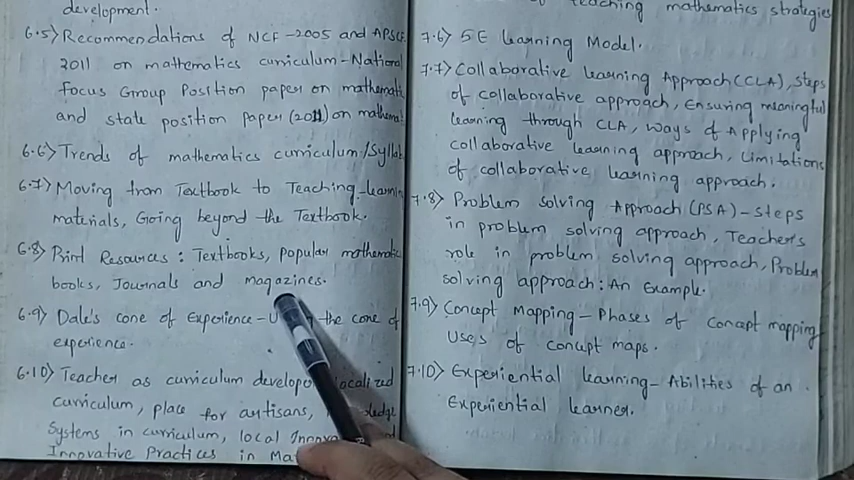 development.
6.5) Recommendations of NCF-2005 and APSCF
2011 on mathematics curriculum-National
Focus Group Position paper on mathematic
and state position Paper (2011) on mathema
6.6) Trends of mathematics curriculum/Syllab
6.7) Moving from Textbook to Teaching-learnin
materials, Going beyond the Textbook.
6.8) Print Resources : Textbooks, Popular mathematic
books, Journals and magazines.
6.9) Dale's cone of Experience- the cone of
experience.
6.10) Teacher as curriculum develope localized
curriculum, place for artisans,
Systems in curriculum, local Innova
Innovative Practices in Ma
teaching mathematics strategies
7.6) 5E learning Model.
7.7) Collaborative learning Approach(CLA), Steps
of collaborative approach, Ensuring meaningful
learning through CLA, Ways of Applying
collaborative learning approach, Limitations
of collaborative learning approach.
7.8) Problem Solving Approach (PSA) - Steps
in problem solving approach, Teacher's
role in problem solving approach, Problem
solving approach: An Example.
7.9) Concept Mapping - Phases of concept mapping
Uses of concept maps.
7.10) Experiential learning - Abilities of an
Experiential learner.